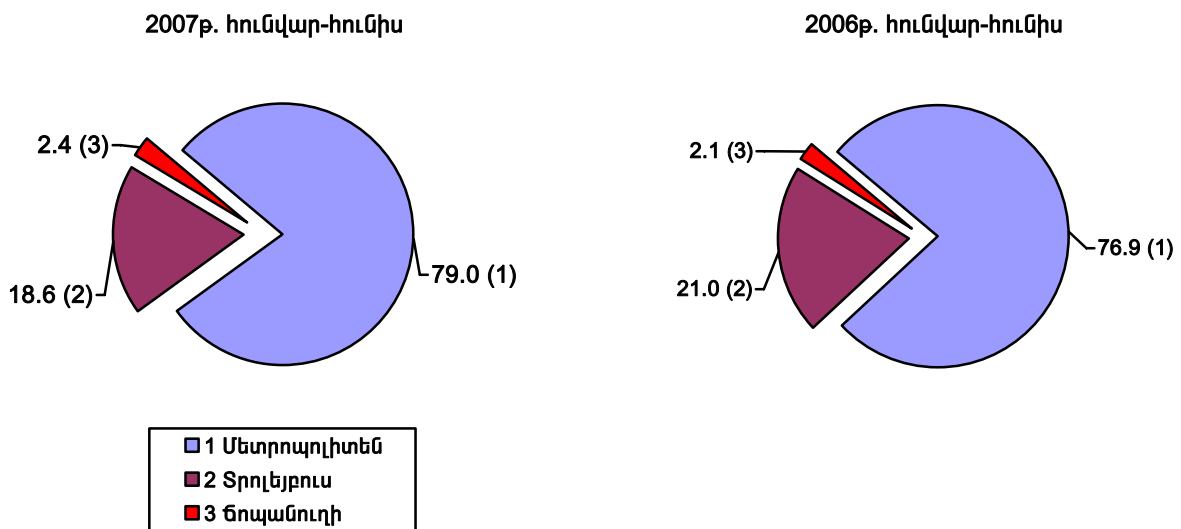 2007թ. հունվար-հունիս
2006թ. հունվար-հունիս
2.4 (3)
18.6 (2)
79.0 (1)
2.1 (3)
21.0 (2)
76.9 (1)
1 Մետրոպոլիտեն
2 Տրոլեյբուս
3 Ճոպանուղի